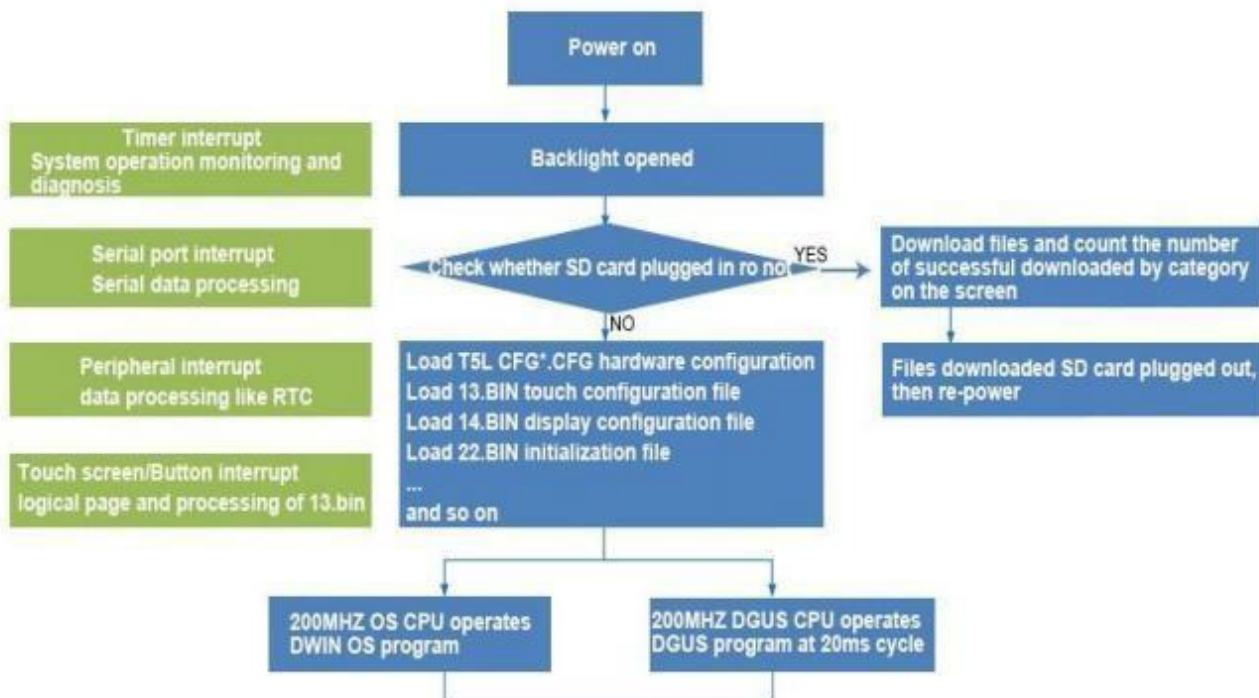 Power on
Timer interrupt
System operation monitoring and
diagnosis
Backlight opened
Serial port interrupt
Serial data processing
Check whether SD card plugged in ro no
YES
Download files and count the number
of successful downloaded by category
on the screen
NO
Peripheral interrupt
data processing like RTC
Load T5L CFG*.CFG hardware configuration
Load 13.BIN touch configuration file
Load 14.BIN display configuration file
Load 22.BIN initialization file
...
and so on
Files downloaded SD card plugged out,
then re-power
Touch screen/Button interrupt
logical page and processing of 13.bin
200MHZ OS CPU operates
DWIN OS program
200MHZ DGUS CPU operates
DGUS program at 20ms cycle